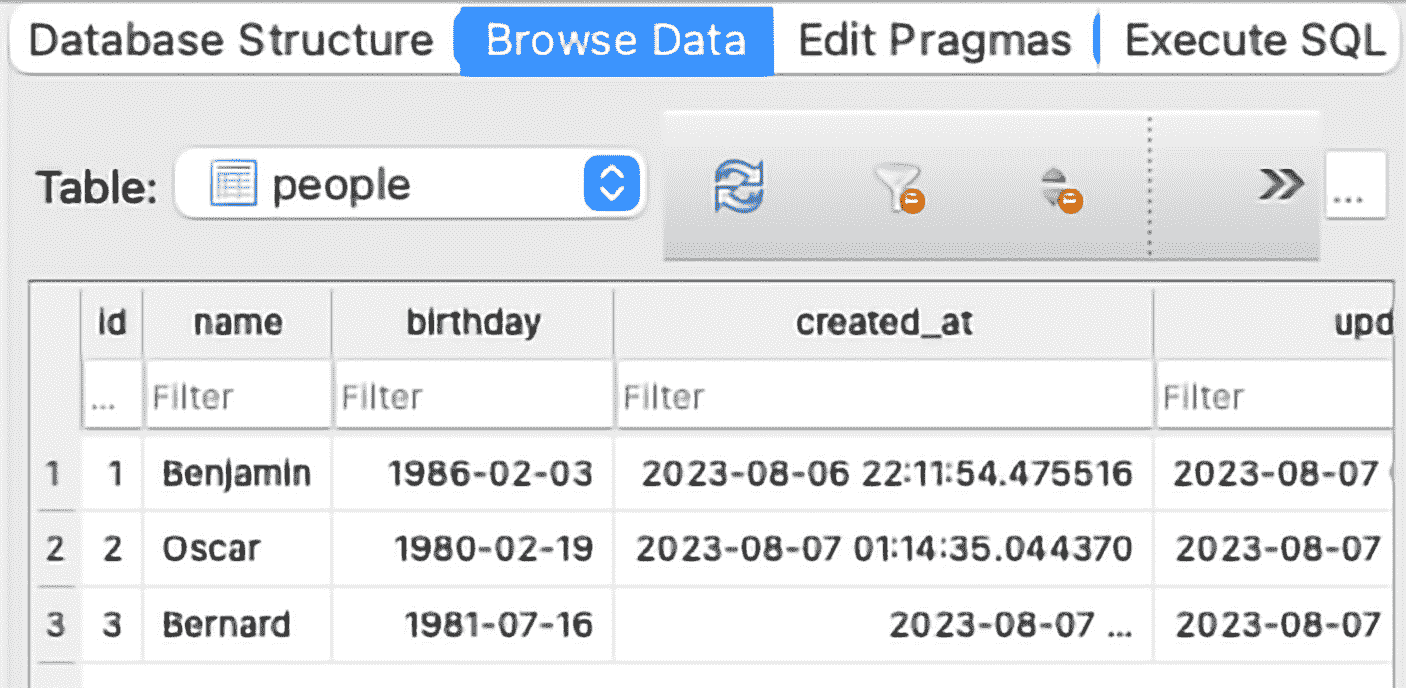 Database Structure Browse Data Edit Pragmas Execute SQL
Table: people ...
id name birthday created_at upd
... Filter Filter Filter Filter
1 1 Benjamin 1986-02-03 2023-08-06 22:11:54.475516 2023-08-07
2 2 Oscar 1980-02-19 2023-08-07 01:14:35.044370 2023-08-07
3 3 Bernard 1981-07-16 2023-08-07 ... 2023-08-07